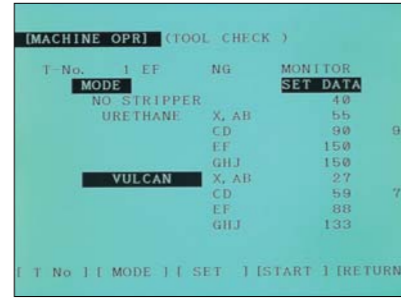 [MACHINE OPR] (TOOL CHECK )
T-No. 1 EF NG MONITOR
MODE SET DATA
NO STRIPPER 40
URETHANE X, AB 55
CD 90 9
EF 150
GHJ 150
VULCAN X, AB 27
CD 59 7
EF 88
GHJ 133
[ T No ] [ MODE ] [ SET ] [START ] [RETURN